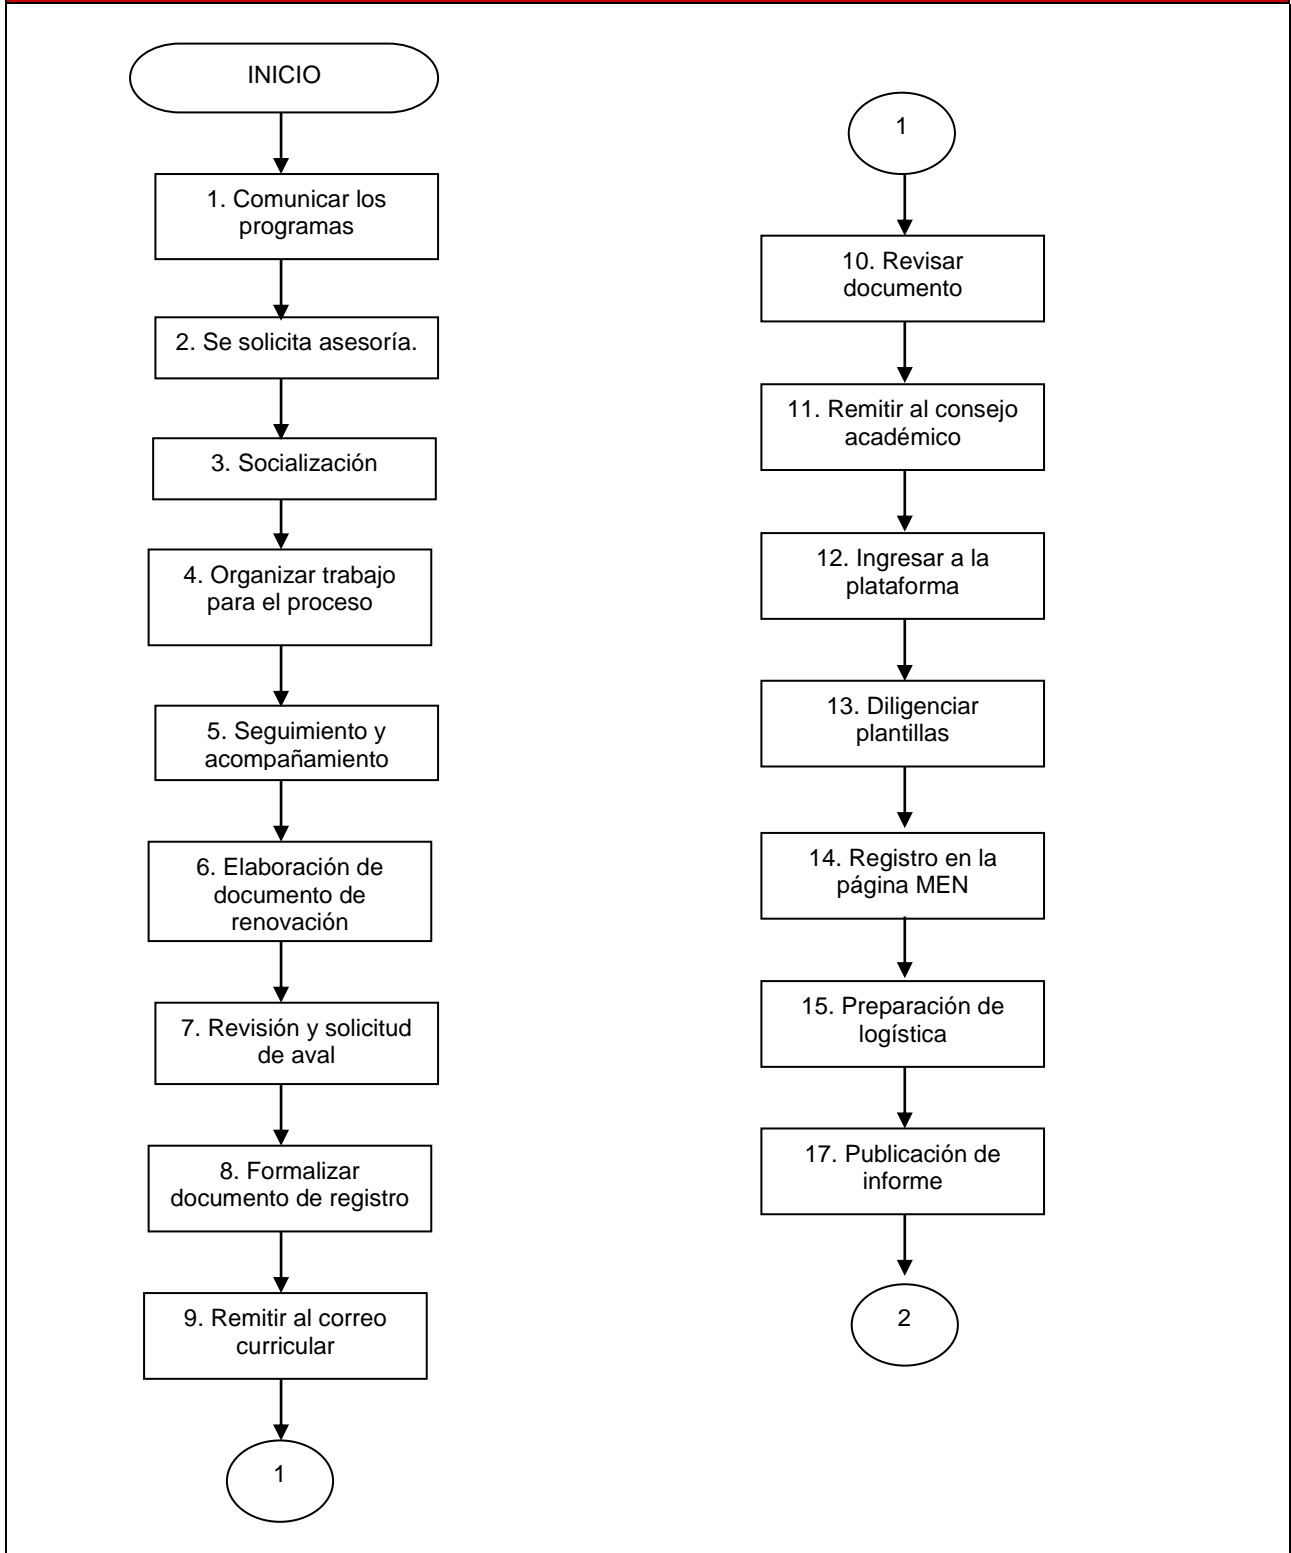 INICIO
1. Comunicar los
programas
2. Se solicita asesoría.
3. Socialización
4. Organizar trabajo
para el proceso
5. Seguimiento y
acompañamiento
6. Elaboración de
documento de
renovación
7. Revisión y solicitud
de aval
8. Formalizar
documento de registro
9. Remitir al correo
curricular
1
1
10. Revisar
documento
11. Remitir al consejo
académico
12. Ingresar a la
plataforma
13. Diligenciar
plantillas
14. Registro en la
página MEN
15. Preparación de
logística
17. Publicación de
informe
2